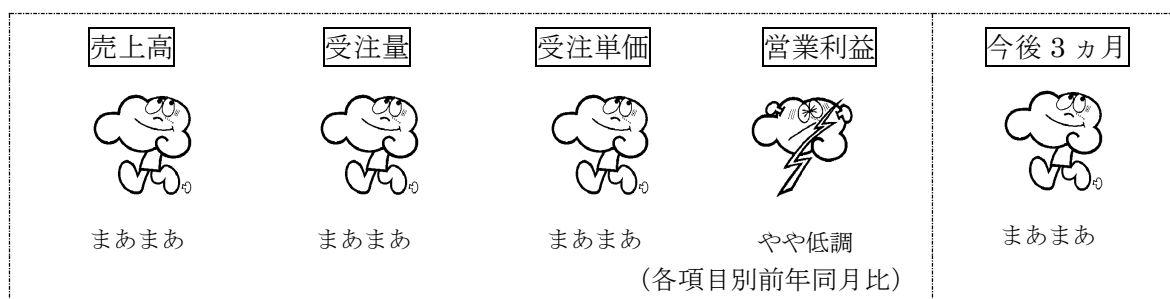 売上高 受注量 受注単価 営業利益 今後3ヵ月
まあまあ まあまあ まあまあ やや低調 まあまあ
（各項目別前年同月比）